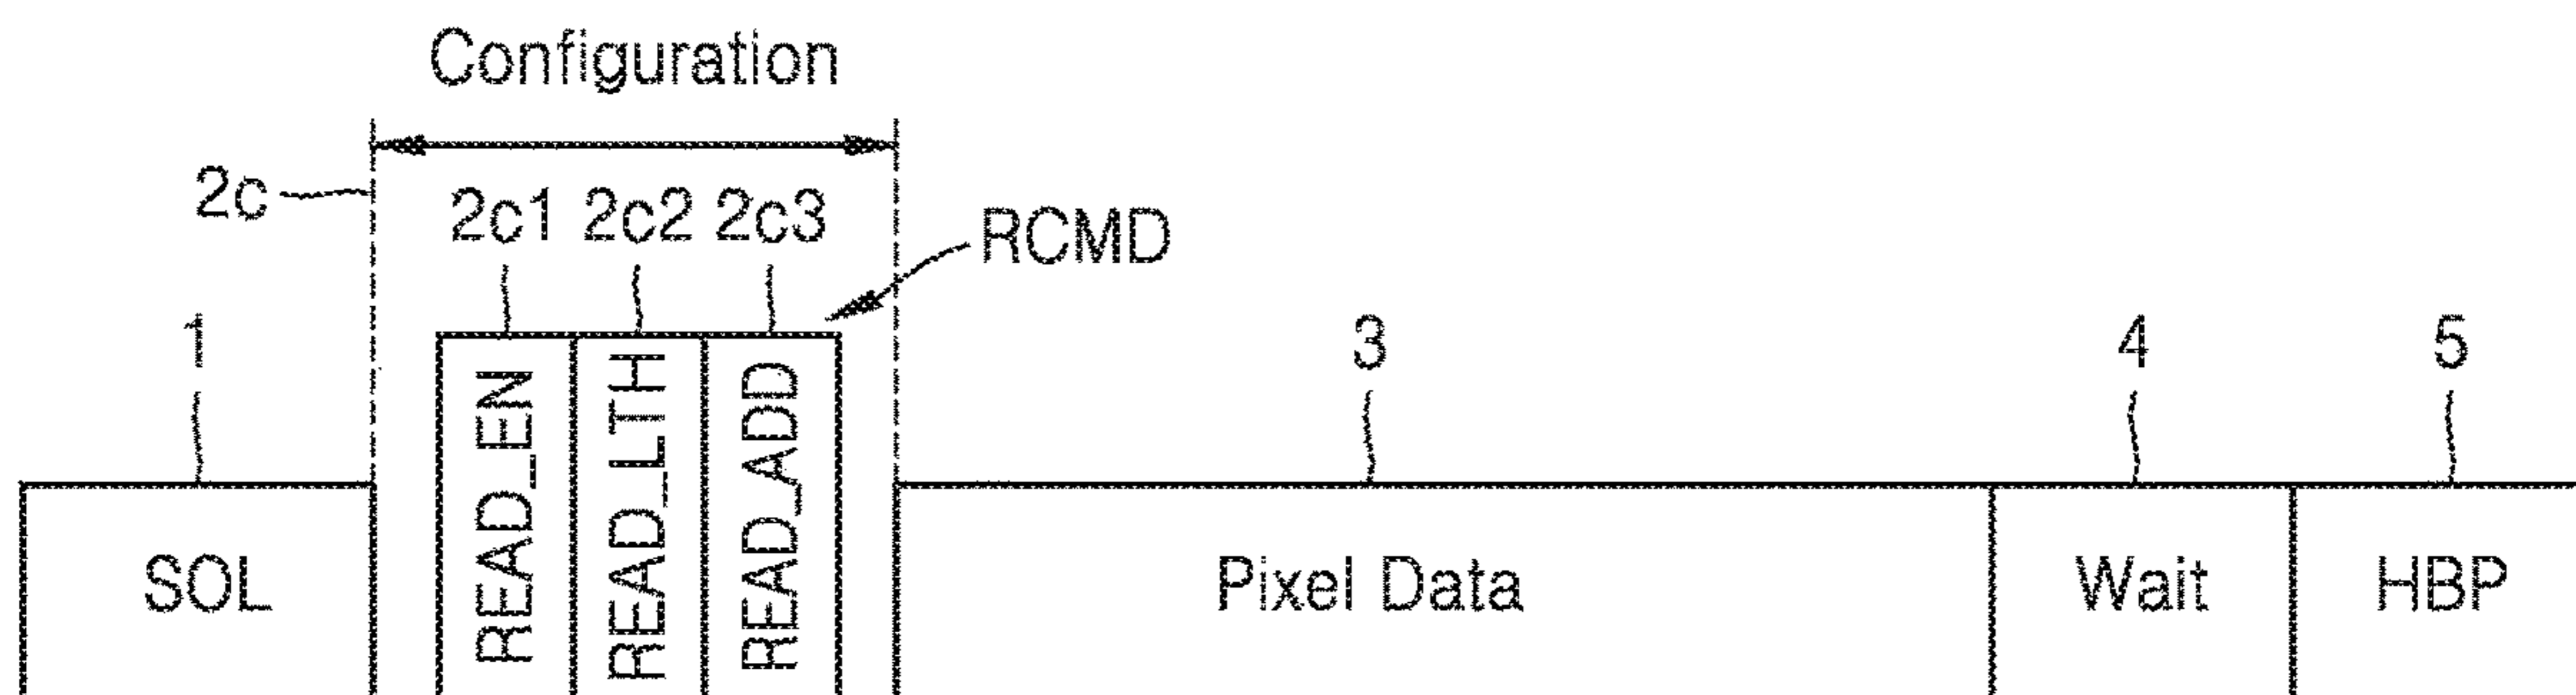 Configuration
2c
2c1 2c2 2c3
RCMD
1
3
4
5
SOL
READ_EN
READ_LTH
READ_ADD
Pixel Data
Wait
HBP